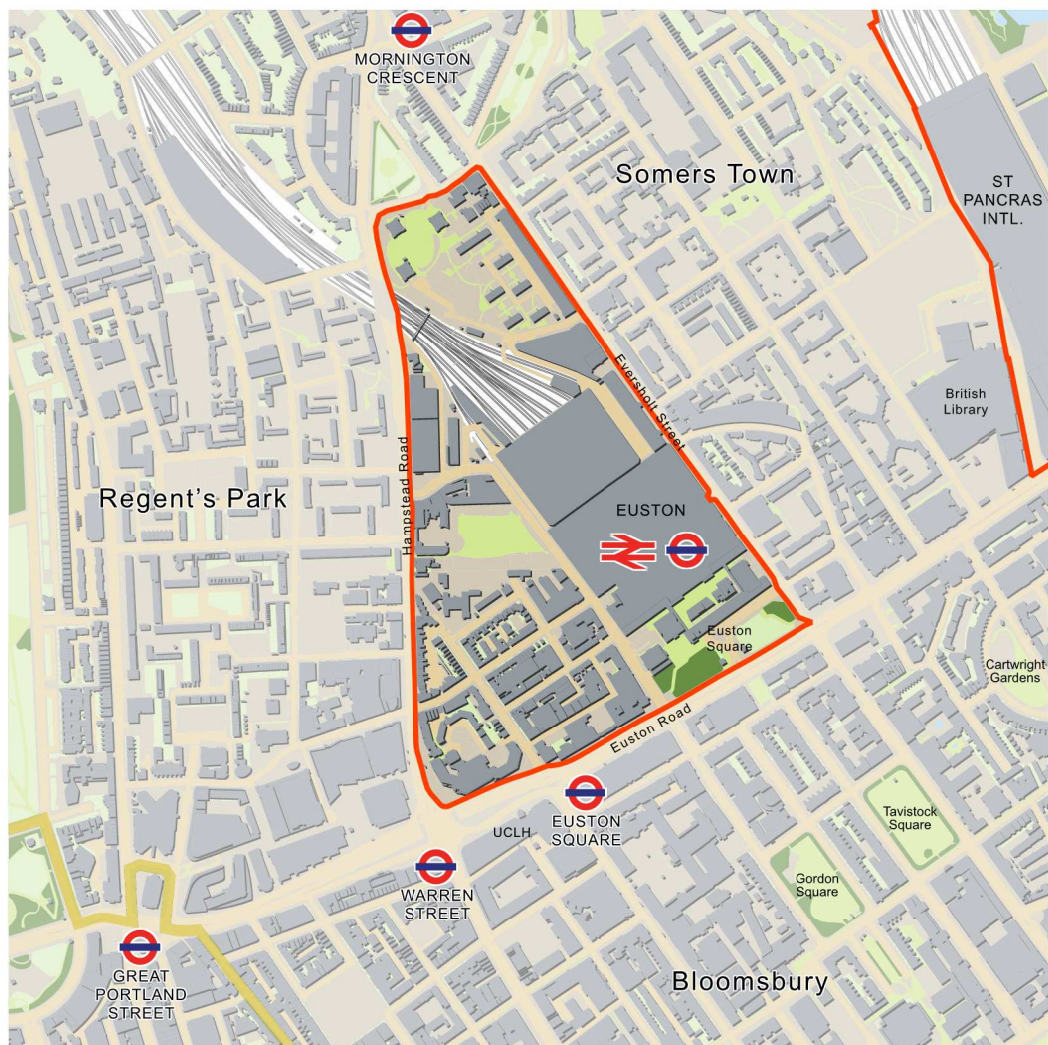 MORNINGTON
CRESCENT
Somers Town
ST
PANCRAS
INTL.
Eversholt Street
British
Library
Hampstead Road
Regent's Park
EUSTON
Euston
Square
Cartwright
Gardens
Euston Road
EUSTON
SQUARE
UCLH
Tavistock
Square
WARREN
STREET
Gordon
Square
GREAT
PORTLAND
STREET
Bloomsbury